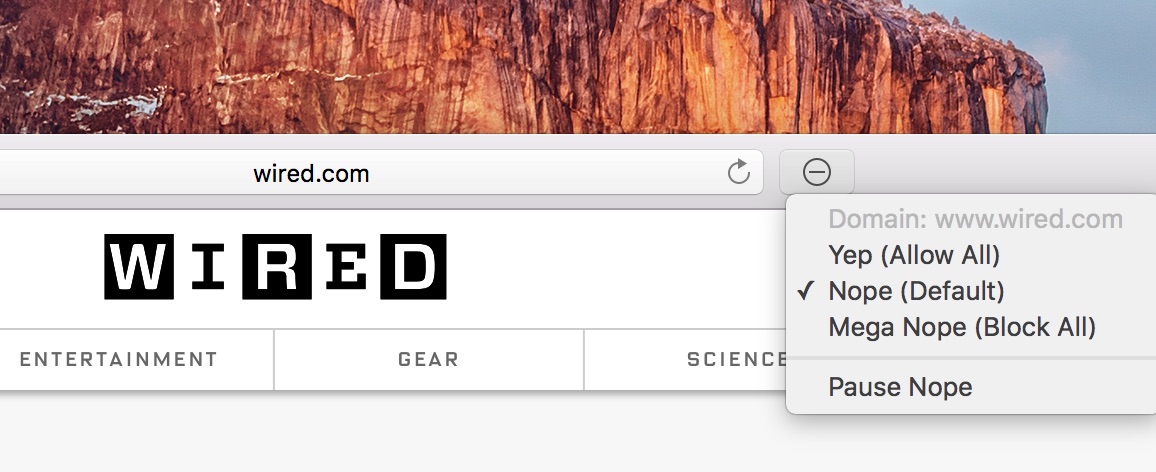 wired.com
Domain: www.wired.com
Yep (Allow All)
✓ Nope (Default)
Mega Nope (Block All)
Pause Nope
WIRED
ENTERTAINMENT
GEAR
SCIENCE